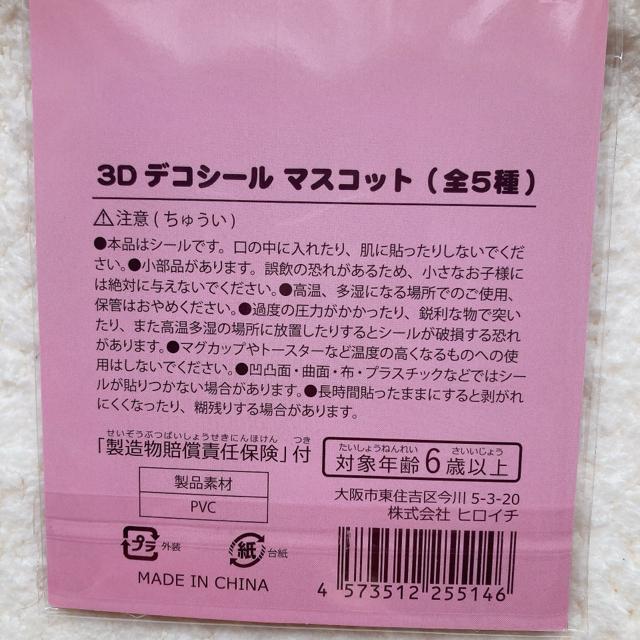 3D デコシール マスコット(全5種)
⚠注意(ちゅうい)
●本品はシールです。口の中に入れたり、肌に貼ったりしないでくだ
さい。●小部品があります。誤飲の恐れがあるため、小さなお子様に
は絶対に与えないでください。●高温、多湿になる場所でのご使用、
保管はおやめください。●過度の圧力がかかったり、鋭利な物で突い
たり、また高温多湿の場所に放置したりするとシールが破損する恐れ
があります。●マグカップやトースターなど温度の高くなるものへの使
用はしないでください。●凹凸面・曲面・布・プラスチックなどではシー
ルが貼りつかない場合があります。●長時間貼ったままにすると剥がれ
にくくなったり、糊残りする場合があります。
せいぞうぶつばいしょうせきにんほけん つき
「製造物賠償責任保険」付
たいしょうねんれい さいいじょう
対象年齢6歳以上
製品素材
PVC
大阪市東住吉区今川 5-3-20
株式会社 ヒロイチ
プラ 外装
紙 台紙
MADE IN CHINA
4 573512 255146